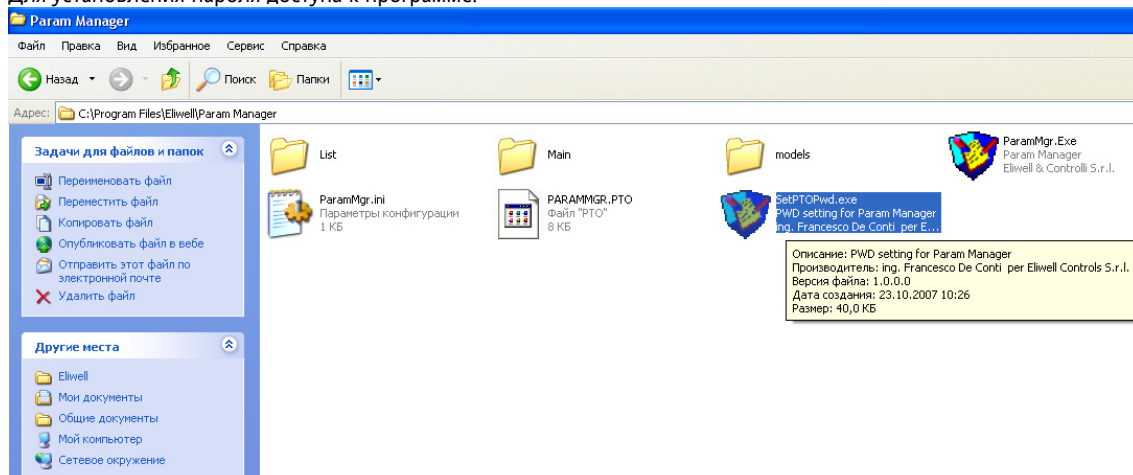 Для установления пароля доступа к программе:
Param Manager
Файл Правка Вид Избранное Сервис Справка
Назад Поиск Папки
Адрес: C:\Program Files\Eliwell\Param Manager
Задачи для файлов и папок
Переименовать файл
Переместить файл
Копировать файл
Опубликовать файл в вебе
Отправить этот файл по
электронной почте
Удалить файл
Другие места
Eliwell
Мои документы
Общие документы
Мой компьютер
Сетевое окружение
List
Main
models
ParamMgr.Exe
Param Manager
Eliwell & Controlli S.r.l.
ParamMgr.ini
Параметры конфигурации
1 КБ
PARAMMGR.PTO
Файл "PTO"
8 КБ
SetPTOPwd.exe
PWD setting for Param Manager
ing. Francesco De Conti per E...
Описание: PWD setting for Param Manager
Производитель: ing. Francesco De Conti per Eliwell Controls S.r.l.
Версия файла: 1.0.0.0
Дата создания: 23.10.2007 10:26
Размер: 40,0 КБ